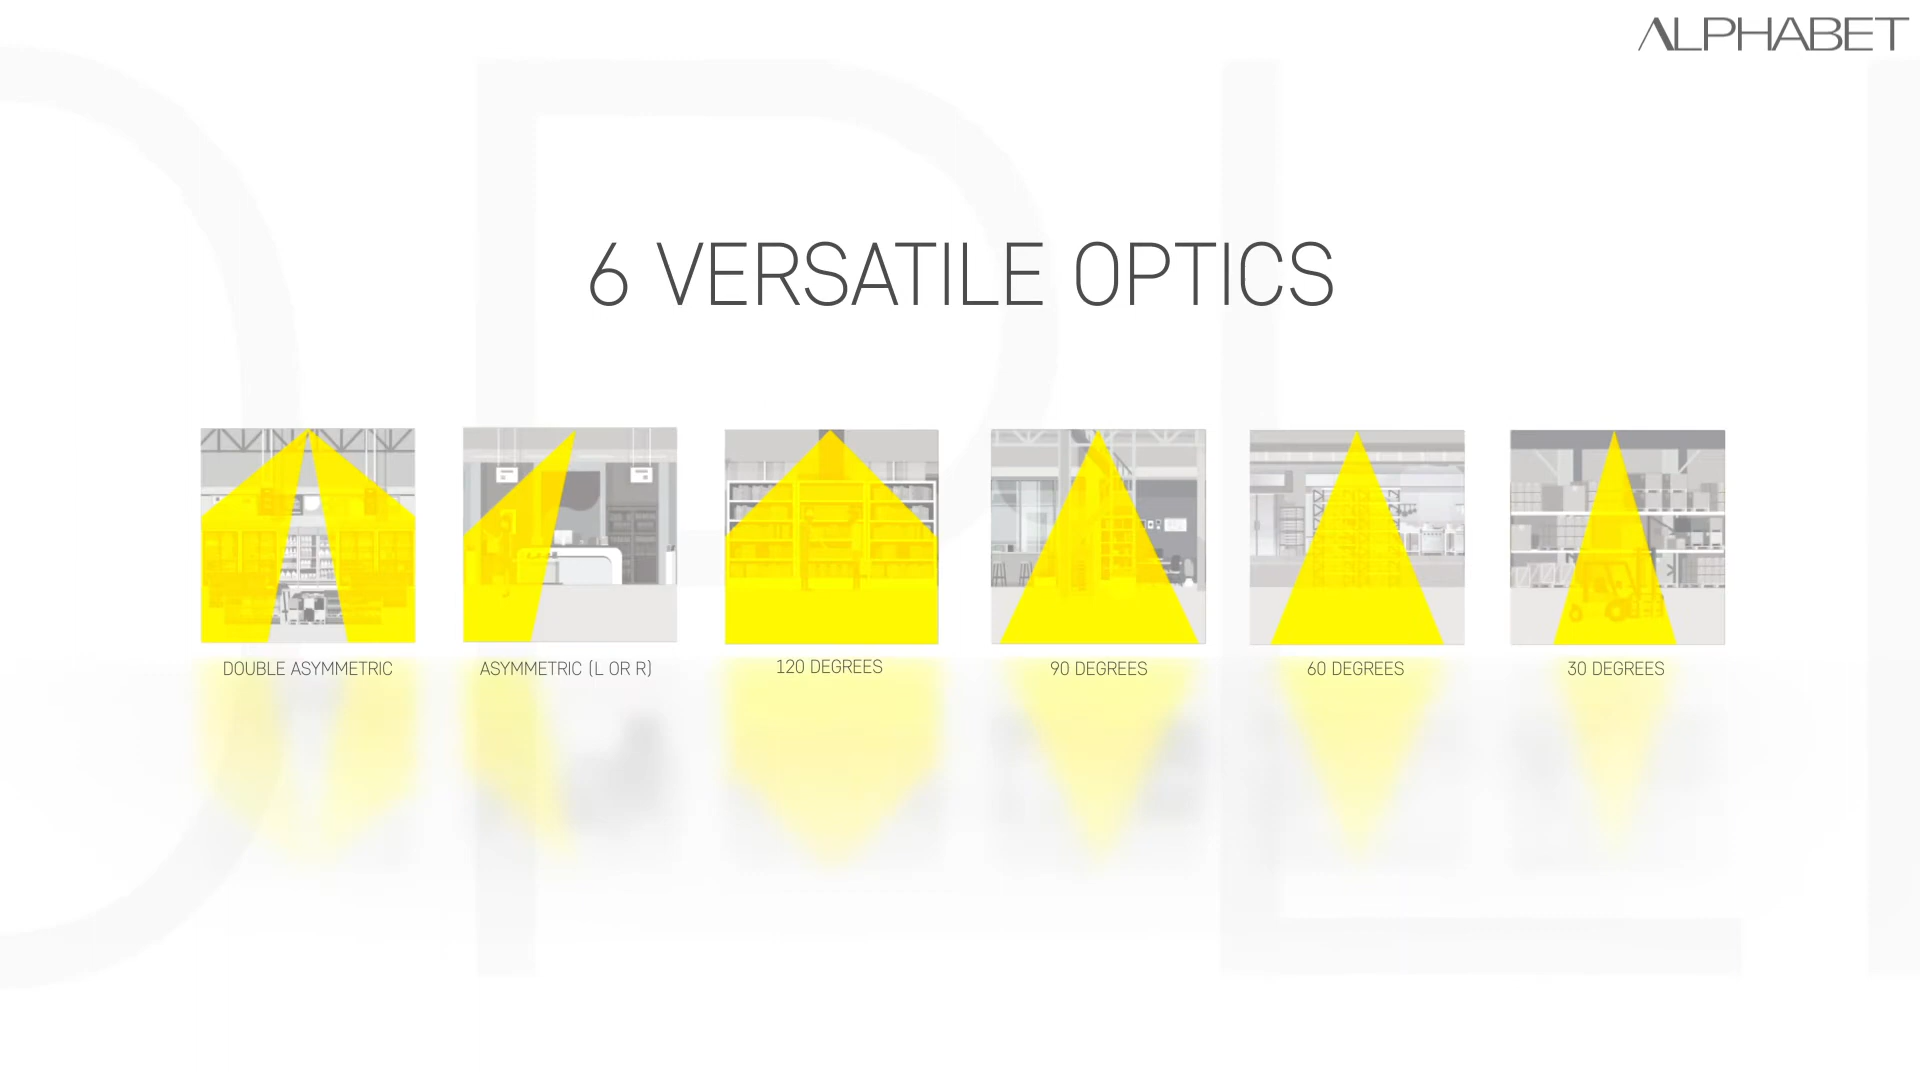 ALPHABET
6 VERSATILE OPTICS
DOUBLE ASYMMETRIC
ASYMMETRIC (L OR R)
120 DEGREES
90 DEGREES
60 DEGREES
30 DEGREES